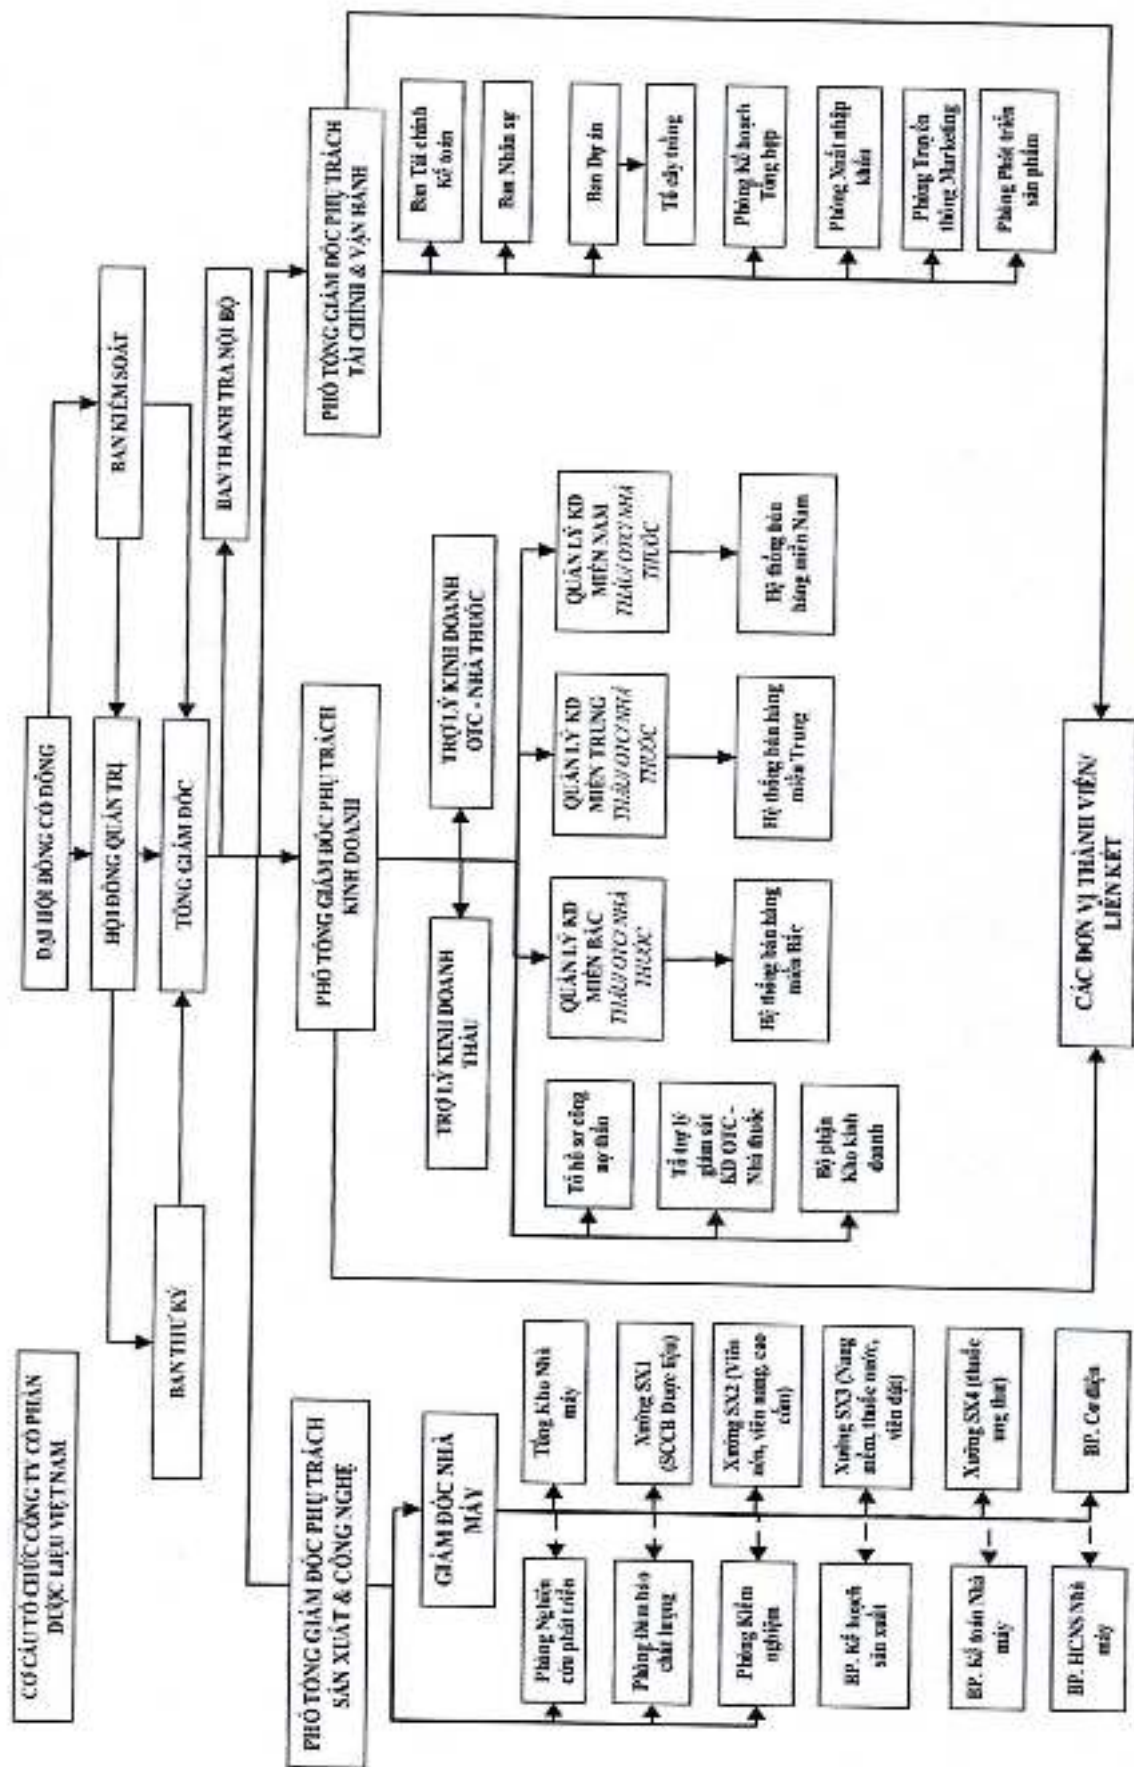 CƠ CẤU TỔ CHỨC CÔNG TY CỔ PHẦN
DƯỢC LIỆU VIỆT NAM
ĐẠI HỘI ĐỒNG CỔ ĐÔNG
HỘI ĐỒNG QUẢN TRỊ
BAN KIỂM SOÁT
BAN THƯ KÝ
TỔNG GIÁM ĐỐC
BAN THANH TRA NỘI BỘ
PHÓ TỔNG GIÁM ĐỐC PHỤ TRÁCH
SẢN XUẤT & CÔNG NGHỆ
PHÓ TỔNG GIÁM ĐỐC PHỤ TRÁCH
KINH DOANH
PHÓ TỔNG GIÁM ĐỐC PHỤ TRÁCH
TÀI CHÍNH & VẬN HÀNH
GIÁM ĐỐC NHÀ
MÁY
Phòng Nghiên
cứu phát triển
Phòng Đảm bảo
chất lượng
Phòng Kiểm
nghiệm
BP. Kế hoạch
sản xuất
BP. Kế toán Nhà
máy
BP. HCNS Nhà
máy
Tổng Kho Nhà
máy
Xưởng SX1
(SCCB Dược liệu)
Xưởng SX2 (Viên
nén, viên nang, cao
cốm)
Xưởng SX3 (Nang
mềm, thuốc nước,
viên đặt)
Xưởng SX4 (thuốc
ung thư)
BP. Cơ điện
TRỢ LÝ KINH DOANH
THẦU
TRỢ LÝ KINH DOANH
OTC - NHÀ THUỐC
Tổ hồ sơ công
nợ thầu
Tổ trợ lý
giám sát
KD OTC -
Nhà thuốc
Bộ phận
Kho kinh
doanh
QUẢN LÝ KD
MIỀN BẮC
THẦU/ OTC/ NHÀ
THUỐC
QUẢN LÝ KD
MIỀN TRUNG
THẦU/ OTC/ NHÀ
THUỐC
QUẢN LÝ KD
MIỀN NAM
THẦU/ OTC/ NHÀ
THUỐC
Hệ thống bán hàng
miền Bắc
Hệ thống bán hàng
miền Trung
Hệ thống bán
hàng miền Nam
Ban Tài chánh
Kế toán
Ban Nhân sự
Ban Dự án
Tổ cây trồng
Phòng Kế hoạch
Tổng hợp
Phòng Xuất nhập
khẩu
Phòng Truyền
thông Marketing
Phòng Phát triển
sản phẩm
CÁC ĐƠN VỊ THÀNH VIÊN/
LIÊN KẾT